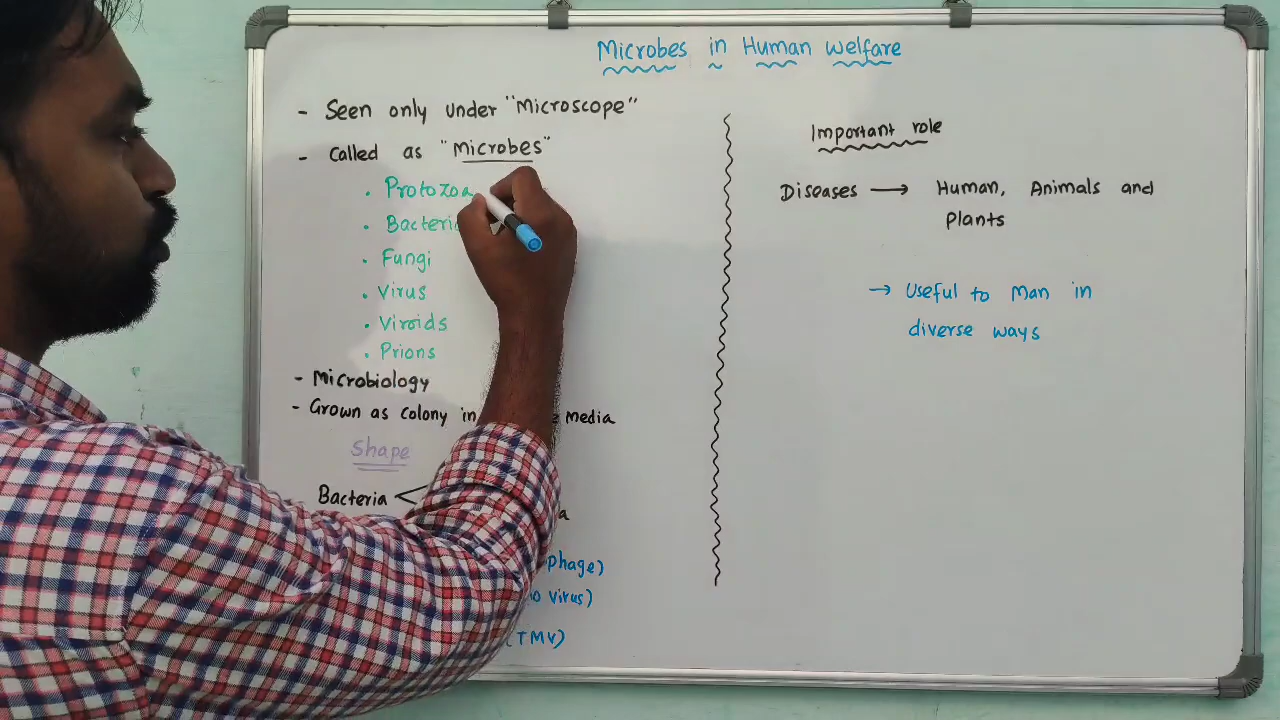 Microbes in Human welfare
- Seen only under "Microscope"
- Called as "Microbes"
. Protozoa
. Bacteria
. Fungi
. Virus
. Viroids
. Prions
- Microbiology
- Grown as colony in media
Shape
Bacteria <
phage)
virus)
(TMV)
Important role
Diseases → Human, Animals and
Plants
→ Useful to Man in
diverse ways